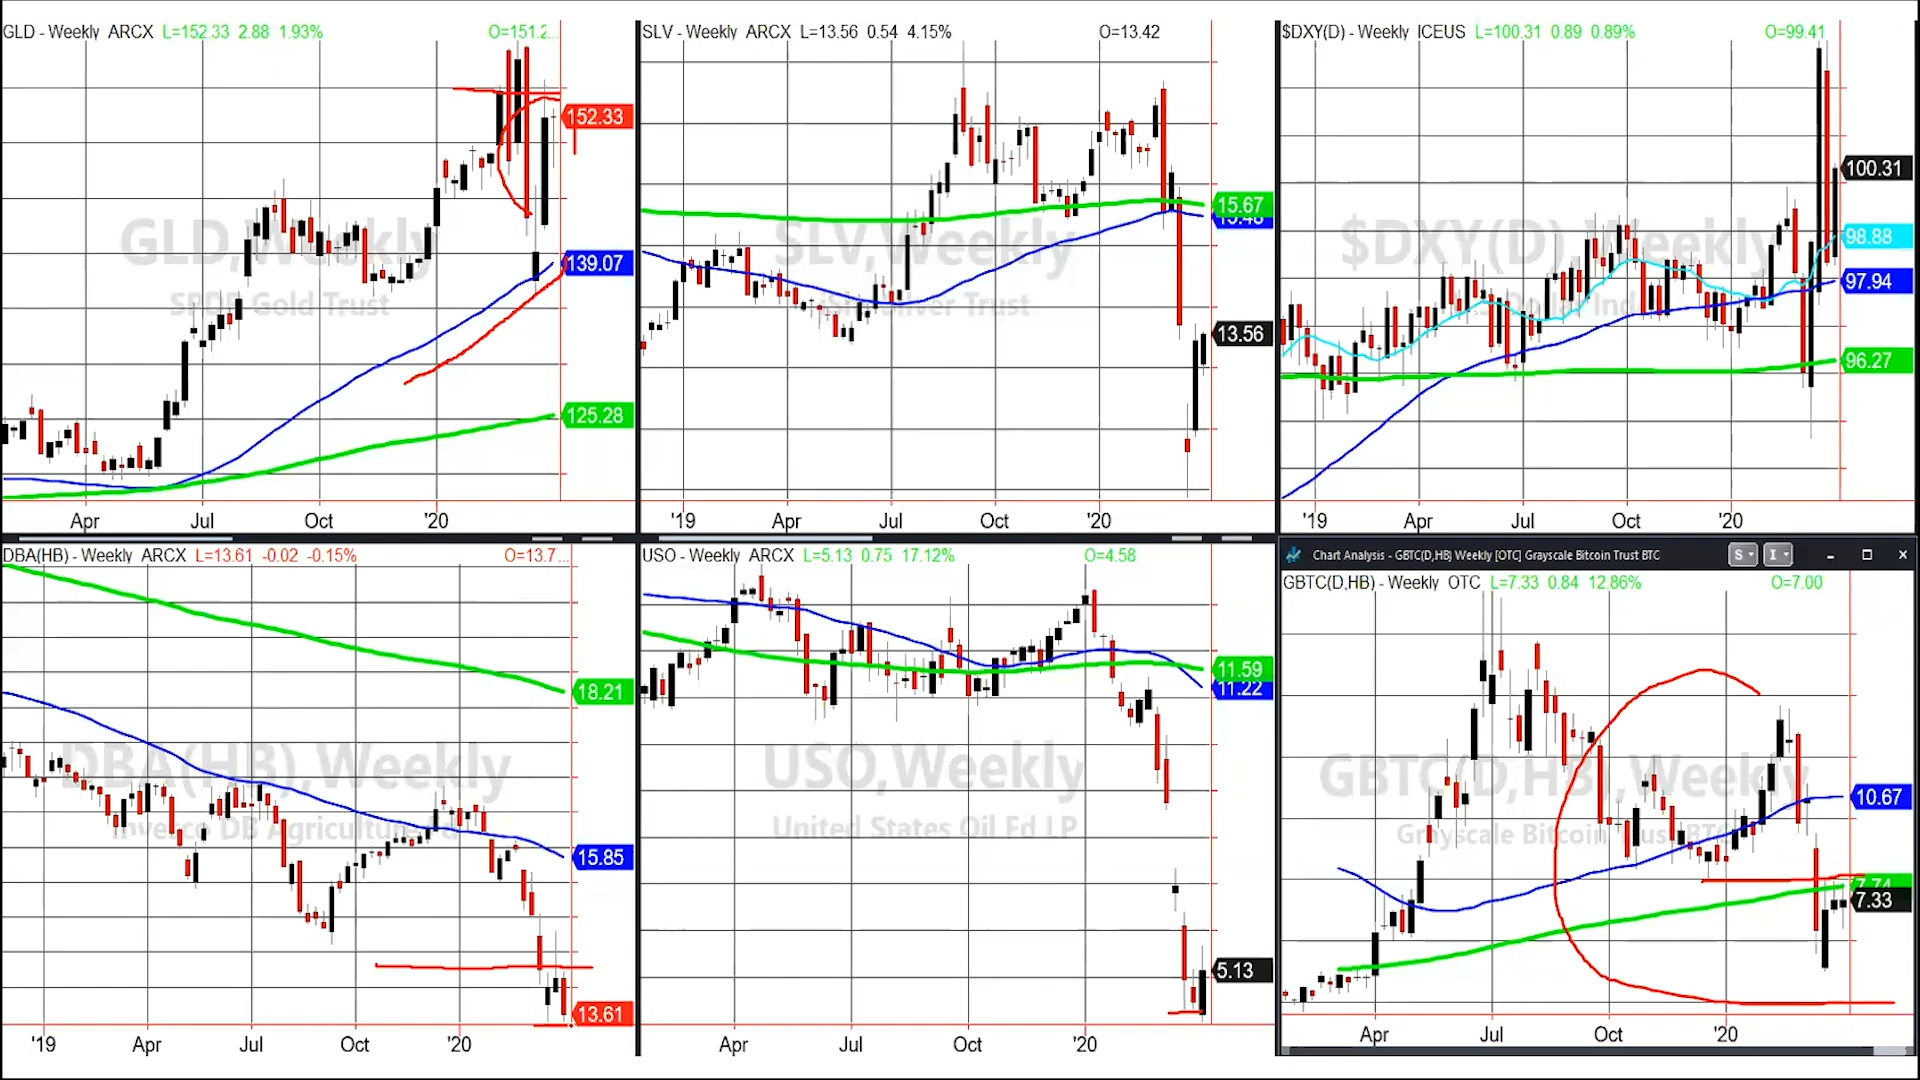 GLD - Weekly ARCX L=152.33 2.88 1.93% O=151.2...
152.33
GLD,Weekly
139.07
SPDR Gold Trust
125.28
Apr Jul Oct '20
SLV - Weekly ARCX L=13.56 0.54 4.15% O=13.42
15.67
SLV,Weekly
Silver Trust
13.56
'19 Apr Jul Oct '20
$DXY(D) - Weekly ICEUS L=100.31 0.89 0.89% O=99.41
100.31
$DXY(D),Weekly
98.88
97.94
96.27
'19 Apr Jul Oct '20
DBA(HB) - Weekly ARCX L=13.61 -0.02 -0.15% O=13.7...
18.21
DBA(HB),Weekly
Invesco DB Agriculture Fd
15.85
13.61
'19 Apr Jul Oct '20
USO - Weekly ARCX L=5.13 0.75 17.12% O=4.58
11.59
11.22
USO,Weekly
United States Oil Fd LP
5.13
Apr Jul Oct '20
Chart Analysis - GBTC(D,HB) Weekly [OTC] Grayscale Bitcoin Trust BTC
S I
GBTC(D,HB) - Weekly OTC L=7.33 0.84 12.86% O=7.00
GBTC(D,HB),Weekly
10.67
Grayscale Bitcoin Trust BTC
7.74
7.33
Apr Jul Oct '20